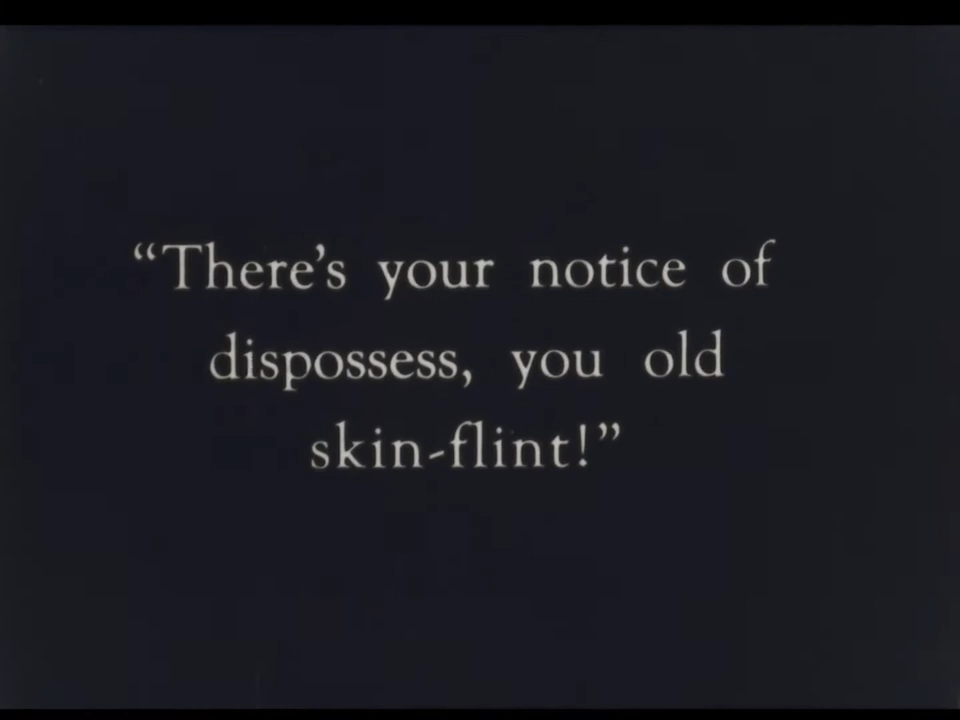 “There’s your notice of
dispossess, you old
skin-flint!”